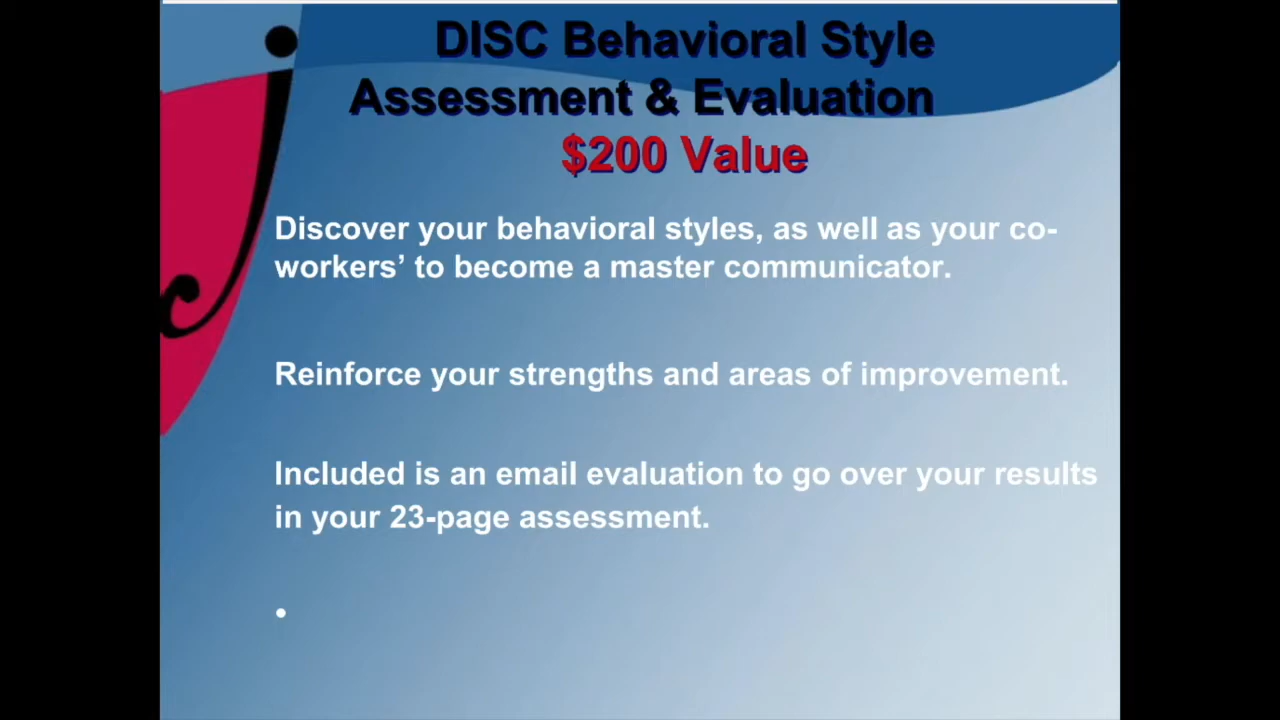 DISC Behavioral Style
Assessment & Evaluation
$200 Value
Discover your behavioral styles, as well as your co-
workers’ to become a master communicator.
Reinforce your strengths and areas of improvement.
Included is an email evaluation to go over your results
in your 23-page assessment.
•